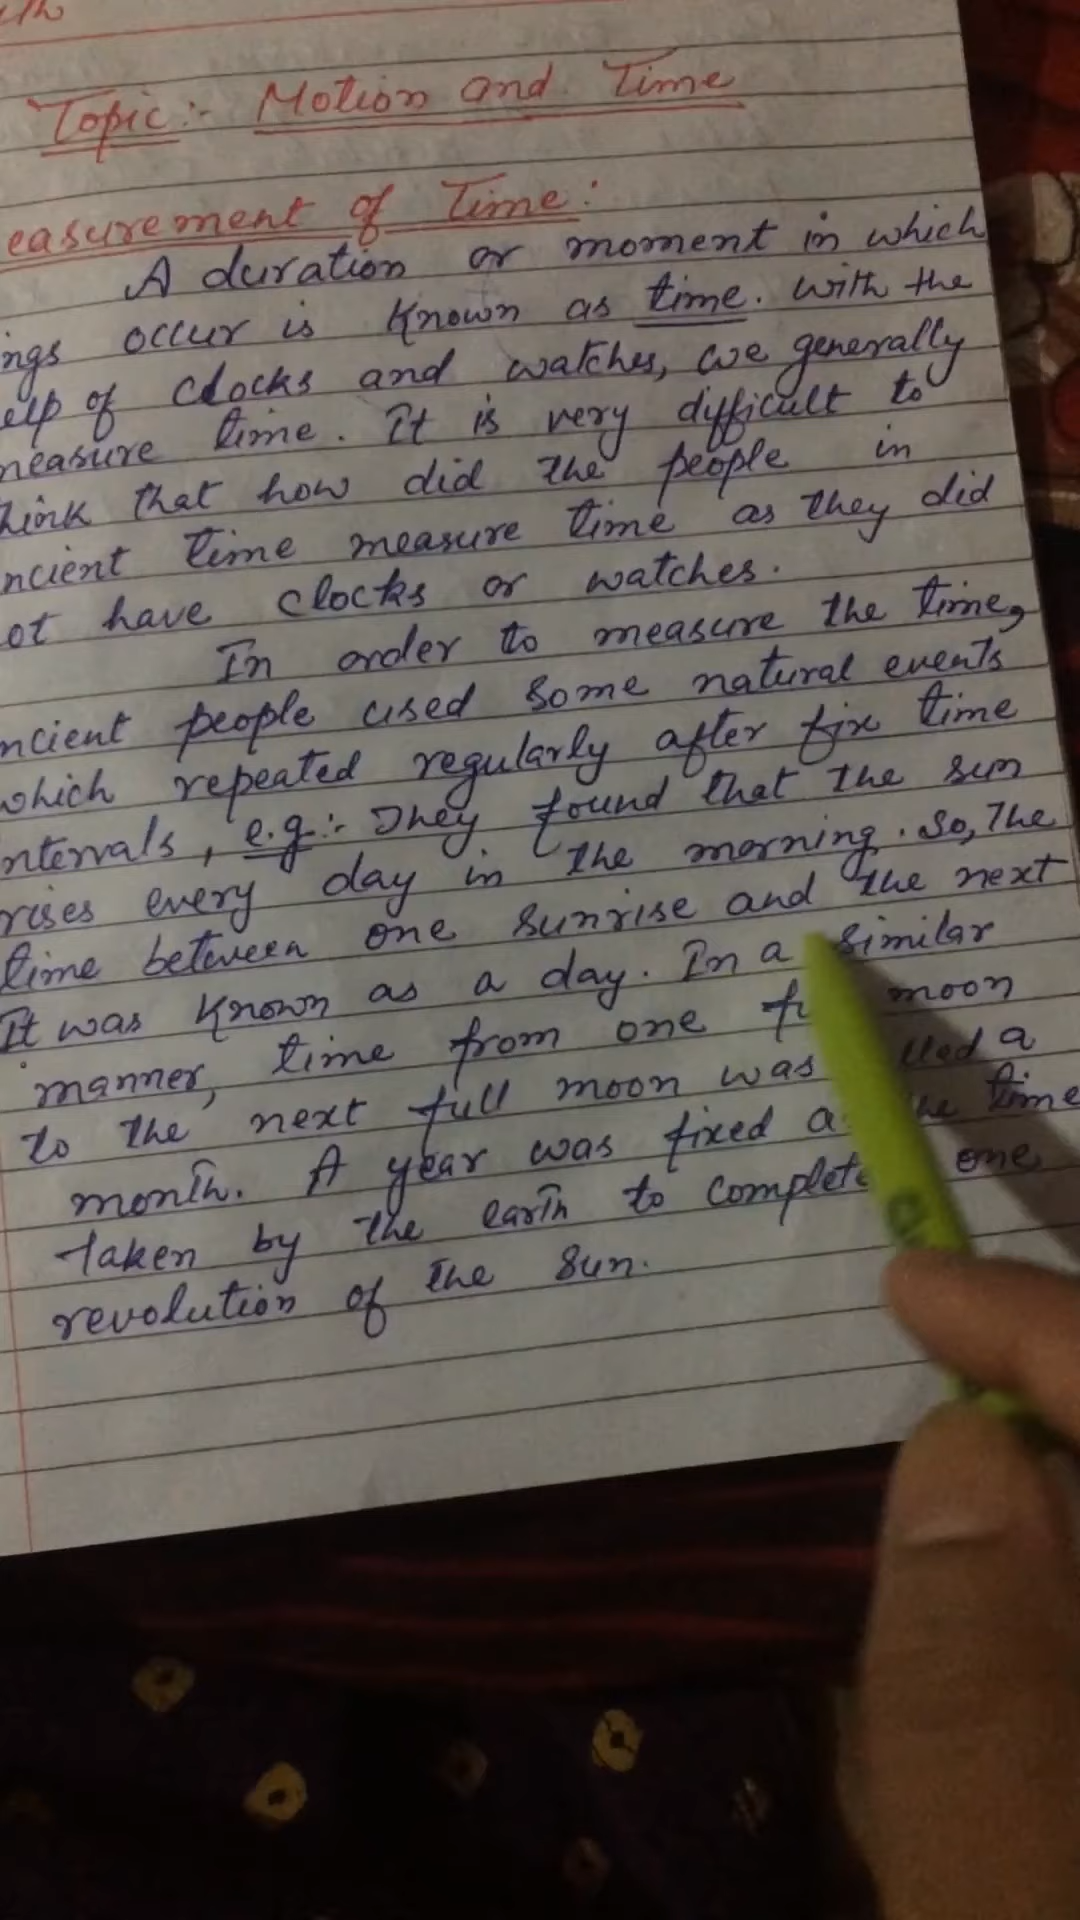 Topic:- Motion and Time
easurement of Time:
A duration or moment in which
ngs occur is known as time. with the
elp of clocks and watches, we generally
measure time. It is very difficult to
hink that how did the people in
ncient time measure time as they did
ot have clocks or watches.
In order to measure the time,
ncient people used some natural events
which repeated regularly after fix time
ntervals, e.g:- They found that the sun
rises every day in the morning. So, the
time between one sunrise and the next
It was known as a day. In a similar
manner, time from one fu moon
to the next full moon was lled a
month. A year was fixed a he time
taken by the earth to complete one
revolution of the sun.